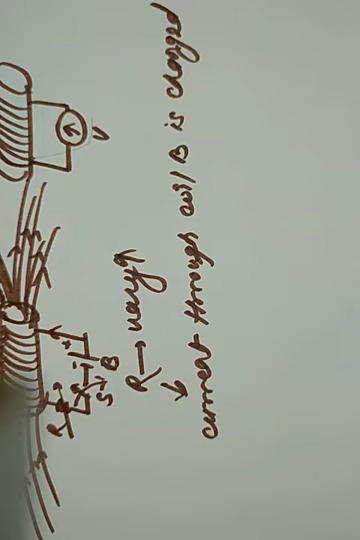 V
B
S
R
R → vary
↓
current through coil B is changed